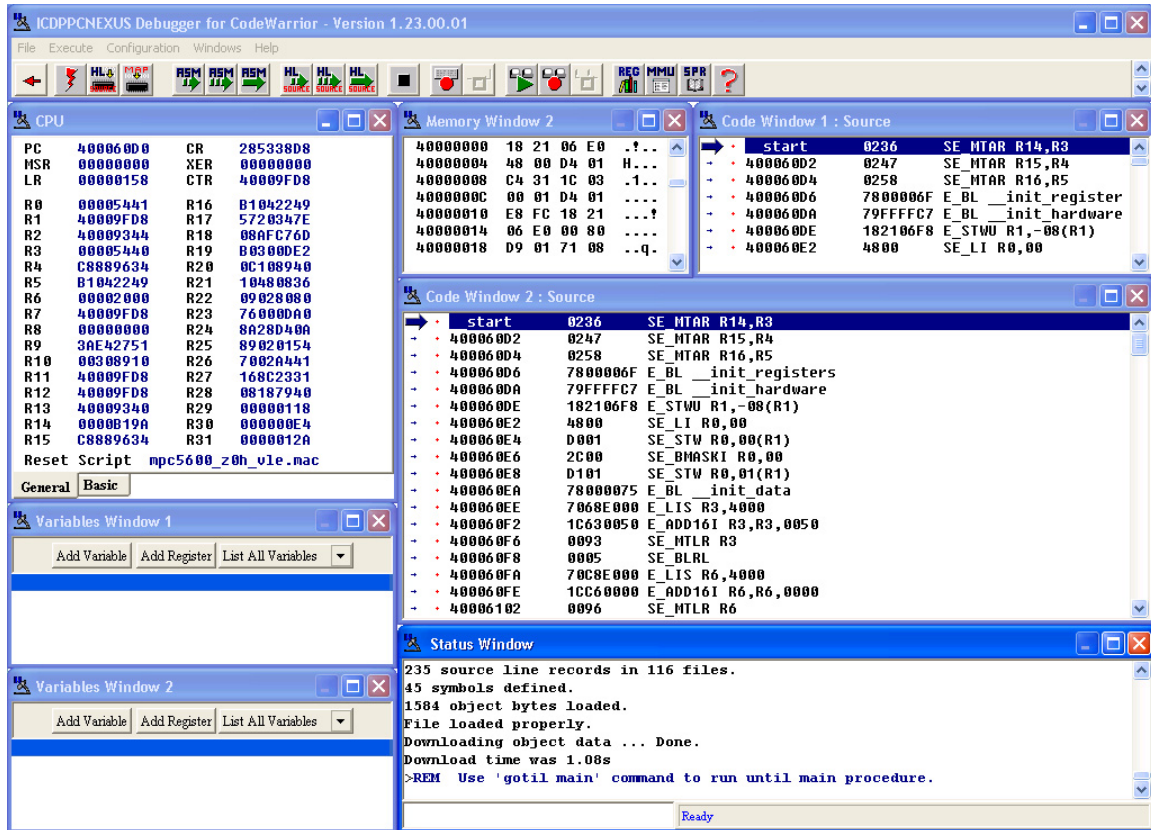 ICDPPCNEXUS Debugger for CodeWarrior - Version 1.23.00.01
File Execute Configuration Windows Help
HL SOURCE MAP ASM ASM ASM HL SOURCE HL SOURCE HL SOURCE REG MMU SPR ?
CPU
PC 400060D0 CR 285338D8
MSR 00000000 XER 00000000
LR 00000158 CTR 40009FD8
R0 00005441 R16 B1042249
R1 40009FD8 R17 5720347E
R2 40009344 R18 08AFC76D
R3 00005440 R19 B0300DE2
R4 C8889634 R20 0C108940
R5 B1042249 R21 10480836
R6 00002000 R22 09028080
R7 40009FD8 R23 76000DA0
R8 00000000 R24 8A28D40A
R9 3AE42751 R25 89020154
R10 00308910 R26 7002A441
R11 40009FD8 R27 168C2331
R12 40009FD8 R28 08187940
R13 40009340 R29 00000118
R14 0000B19A R30 000000E4
R15 C8889634 R31 0000012A
Reset Script mpc5600_z0h_vle.mac
General Basic
Memory Window 2
40000000 18 21 06 E0 .!..
40000004 48 00 D4 01 H...
40000008 C4 31 1C 03 .1..
4000000C 00 01 D4 01 ....
40000010 E8 FC 18 21 ...!
40000014 06 E0 00 80 ....
40000018 D9 01 71 08 ..q.
Code Window 1 : Source
__start 0236 SE_MTAR R14,R3
400060D2 0247 SE_MTAR R15,R4
400060D4 0258 SE_MTAR R16,R5
400060D6 7800006F E_BL __init_register
400060DA 79FFFFC7 E_BL __init_hardware
400060DE 182106F8 E_STWU R1,-08(R1)
400060E2 4800 SE_LI R0,00
Code Window 2 : Source
__start 0236 SE_MTAR R14,R3
400060D2 0247 SE_MTAR R15,R4
400060D4 0258 SE_MTAR R16,R5
400060D6 7800006F E_BL __init_registers
400060DA 79FFFFC7 E_BL __init_hardware
400060DE 182106F8 E_STWU R1,-08(R1)
400060E2 4800 SE_LI R0,00
400060E4 D001 SE_STW R0,00(R1)
400060E6 2C00 SE_BMASKI R0,00
400060E8 D101 SE_STW R0,01(R1)
400060EA 78000075 E_BL __init_data
400060EE 7068E000 E_LIS R3,4000
400060F2 1C630050 E_ADD16I R3,R3,0050
400060F6 0093 SE_MTLR R3
400060F8 0005 SE_BLRL
400060FA 70C8E000 E_LIS R6,4000
400060FE 1CC60000 E_ADD16I R6,R6,0000
40006102 0096 SE_MTLR R6
Variables Window 1
Add Variable Add Register List All Variables
Variables Window 2
Add Variable Add Register List All Variables
Status Window
235 source line records in 116 files.
45 symbols defined.
1584 object bytes loaded.
File loaded properly.
Downloading object data ... Done.
Download time was 1.08s
>REM Use 'gotil main' command to run until main procedure.
Ready